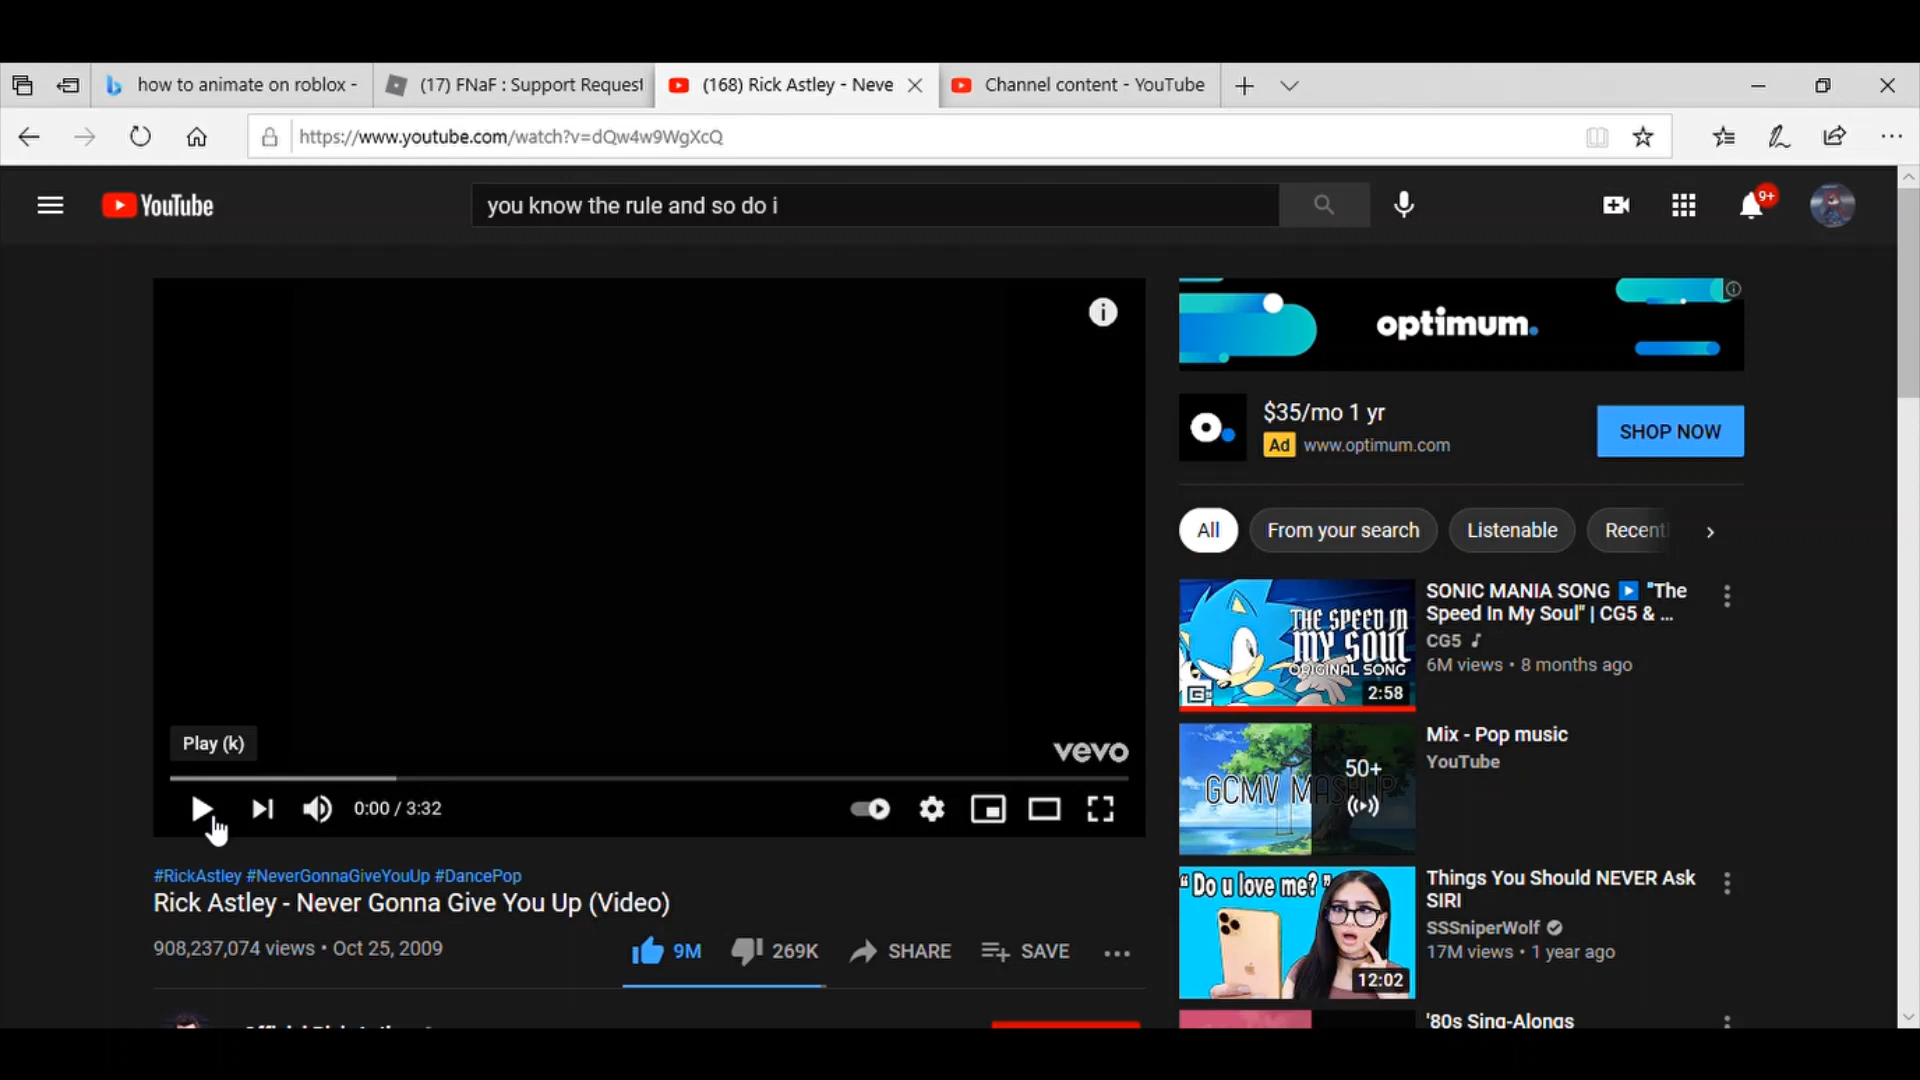 how to animate on roblox -
(17) FNaF : Support Request
(168) Rick Astley - Neve
Channel content - YouTube
https://www.youtube.com/watch?v=dQw4w9WgXcQ
YouTube
you know the rule and so do i
9+
optimum.
$35/mo 1 yr
Ad www.optimum.com
SHOP NOW
All
From your search
Listenable
Recent
THE SPEED IN
MY SOUL
ORIGINAL SONG
2:58
SONIC MANIA SONG ▶ "The
Speed In My Soul" | CG5 & ...
CG5 ♪
6M views • 8 months ago
Play (k)
vevo
0:00 / 3:32
GCMV MASHUP
50+
Mix - Pop music
YouTube
#RickAstley #NeverGonnaGiveYouUp #DancePop
Rick Astley - Never Gonna Give You Up (Video)
908,237,074 views • Oct 25, 2009
9M
269K
SHARE
SAVE
"Do u love me?"
12:02
Things You Should NEVER Ask
SIRI
SSSniperWolf
17M views • 1 year ago
'80s Sing-Alongs